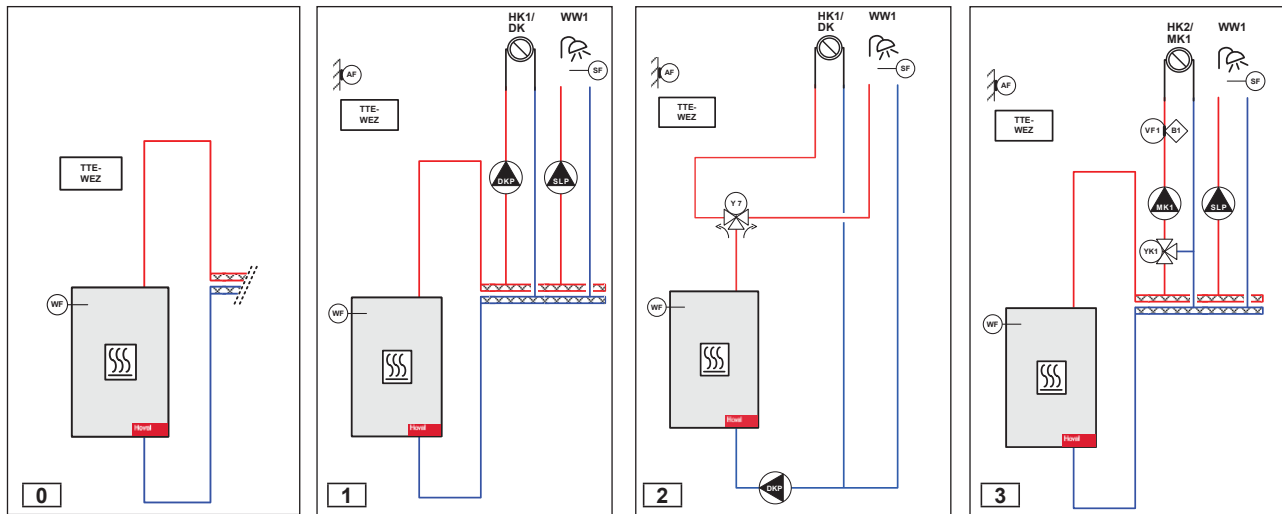 TTE-
WEZ
WF
Hoval
0
HK1/
DK
WW1
AF
SF
TTE-
WEZ
DKP
SLP
WF
Hoval
1
HK1/
DK
WW1
AF
SF
TTE-
WEZ
Y 7
WF
Hoval
DKP
2
HK2/
MK1
WW1
AF
SF
TTE-
WEZ
VF1
B1
MK1
SLP
YK1
WF
Hoval
3